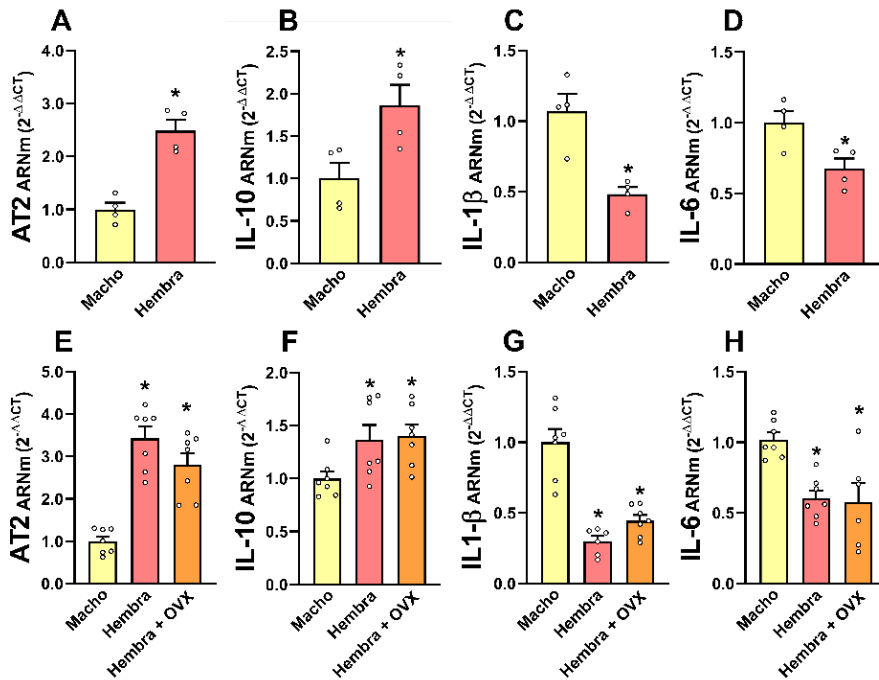 A
AT2 ARNm (2^-ΔΔCT)
4.0
3.0
2.0
1.0
0.0
*
Macho
Hembra
B
IL-10 ARNm (2^-ΔΔCT)
2.5
2.0
1.5
1.0
0.5
0.0
*
Macho
Hembra
C
IL-1β ARNm (2^-ΔΔCT)
1.5
1.0
0.5
0.0
*
Macho
Hembra
D
IL-6 ARNm (2^-ΔΔCT)
1.5
1.0
0.5
0.0
*
Macho
Hembra
E
AT2 ARNm (2^-ΔΔCT)
5.0
4.0
3.0
2.0
1.0
0.0
*
*
Macho
Hembra
Hembra + OVX
F
IL-10 ARNm (2^-ΔΔCT)
2.0
1.5
1.0
0.5
0.0
*
*
Macho
Hembra
Hembra + OVX
G
IL1-β ARNm (2^-ΔΔCT)
1.5
1.0
0.5
0.0
*
*
Macho
Hembra
Hembra + OVX
H
IL-6 ARNm (2^-ΔΔCT)
1.5
1.0
0.5
0.0
*
*
Macho
Hembra
Hembra + OVX